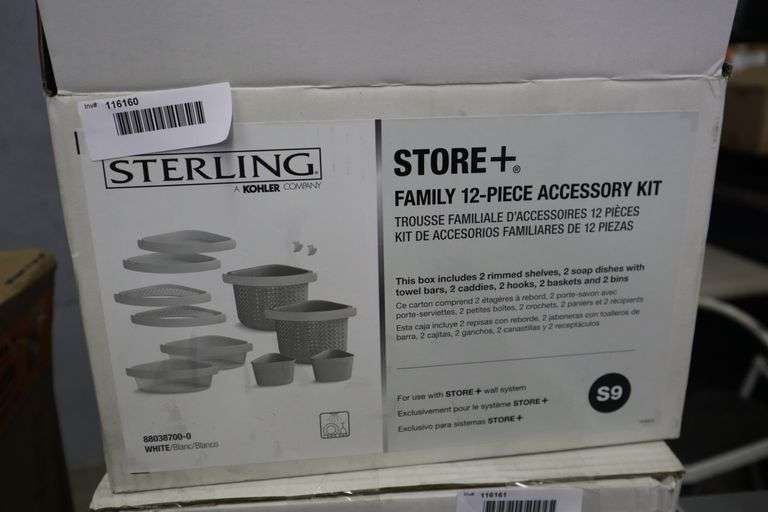 Inv# 116160
STERLING®
A KOHLER COMPANY
88038700-0
WHITE/Blanc/Blanco
STORE+®
FAMILY 12-PIECE ACCESSORY KIT
TROUSSE FAMILIALE D'ACCESSOIRES 12 PIÈCES
KIT DE ACCESORIOS FAMILIARES DE 12 PIEZAS
This box includes 2 rimmed shelves, 2 soap dishes with
towel bars, 2 caddies, 2 hooks, 2 baskets and 2 bins
Ce carton comprend 2 étagères à rebord, 2 porte-savon avec
porte-serviettes, 2 petites boîtes, 2 crochets, 2 paniers et 2 récipients
Esta caja incluye 2 repisas con reborde, 2 jaboneras con toalleros de
barra, 2 cajitas, 2 ganchos, 2 canastillas y 2 receptáculos
For use with STORE+ wall system
Exclusivement pour le système STORE+
Exclusivo para sistemas STORE+
S9
Inv# 116161